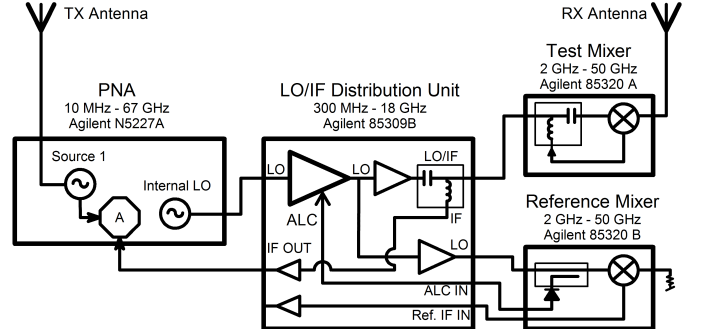 TX Antenna
RX Antenna
Test Mixer
2 GHz - 50 GHz
Agilent 85320 A
PNA
10 MHz - 67 GHz
Agilent N5227A
LO/IF Distribution Unit
300 MHz - 18 GHz
Agilent 85309B
Source 1
Internal LO
A
LO
LO
LO/IF
ALC
IF
IF OUT
LO
ALC IN
Ref. IF IN
Reference Mixer
2 GHz - 50 GHz
Agilent 85320 B